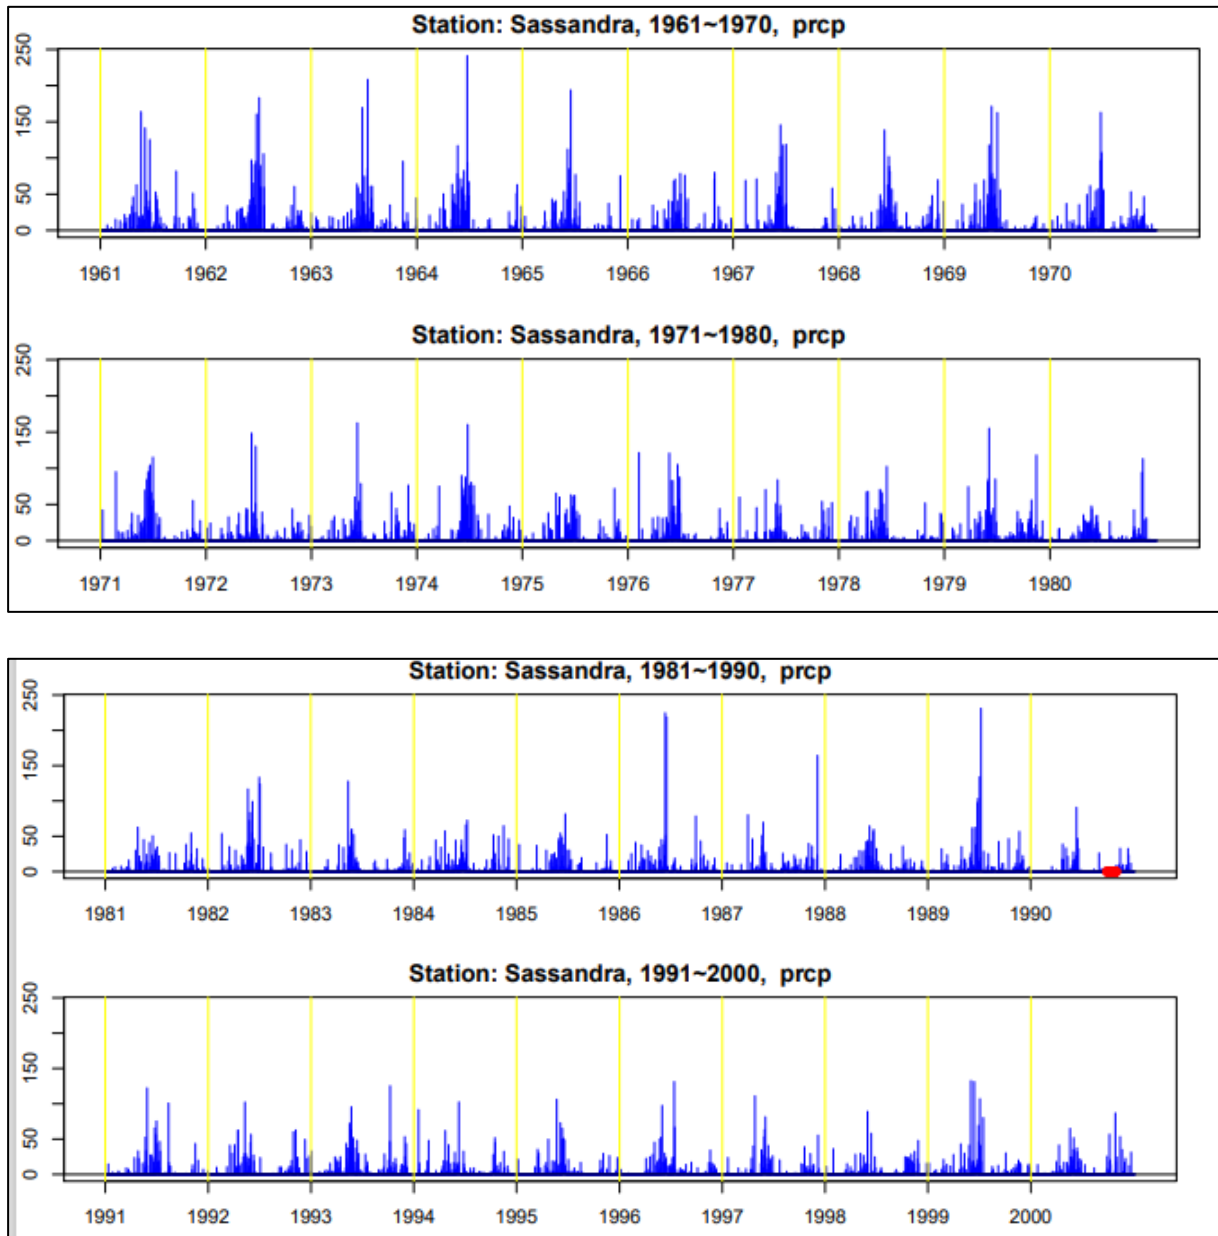 Station: Sassandra, 1961~1970, prcp
250
150
50
0
1961 1962 1963 1964 1965 1966 1967 1968 1969 1970
Station: Sassandra, 1971~1980, prcp
250
150
50
0
1971 1972 1973 1974 1975 1976 1977 1978 1979 1980
Station: Sassandra, 1981~1990, prcp
250
150
50
0
1981 1982 1983 1984 1985 1986 1987 1988 1989 1990
Station: Sassandra, 1991~2000, prcp
250
150
50
0
1991 1992 1993 1994 1995 1996 1997 1998 1999 2000